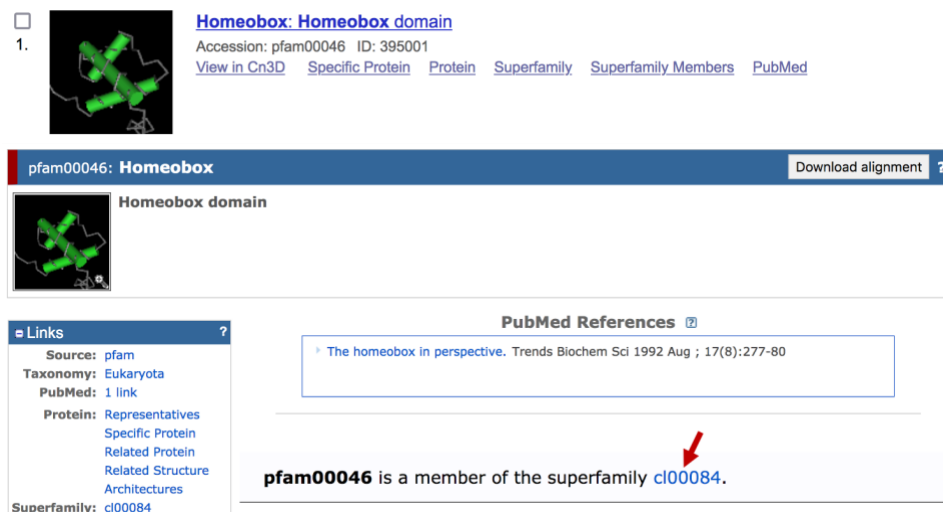 Homeobox: Homeobox domain
1.
Accession: pfam00046 ID: 395001
View in Cn3D Specific Protein Protein Superfamily Superfamily Members PubMed
pfam00046: Homeobox Download alignment ?
Homeobox domain
Links ?
Source: pfam
Taxonomy: Eukaryota
PubMed: 1 link
Protein: Representatives
Specific Protein
Related Protein
Related Structure
Architectures
Superfamily: cl00084
PubMed References ?
The homeobox in perspective. Trends Biochem Sci 1992 Aug ; 17(8):277-80
pfam00046 is a member of the superfamily cl00084.